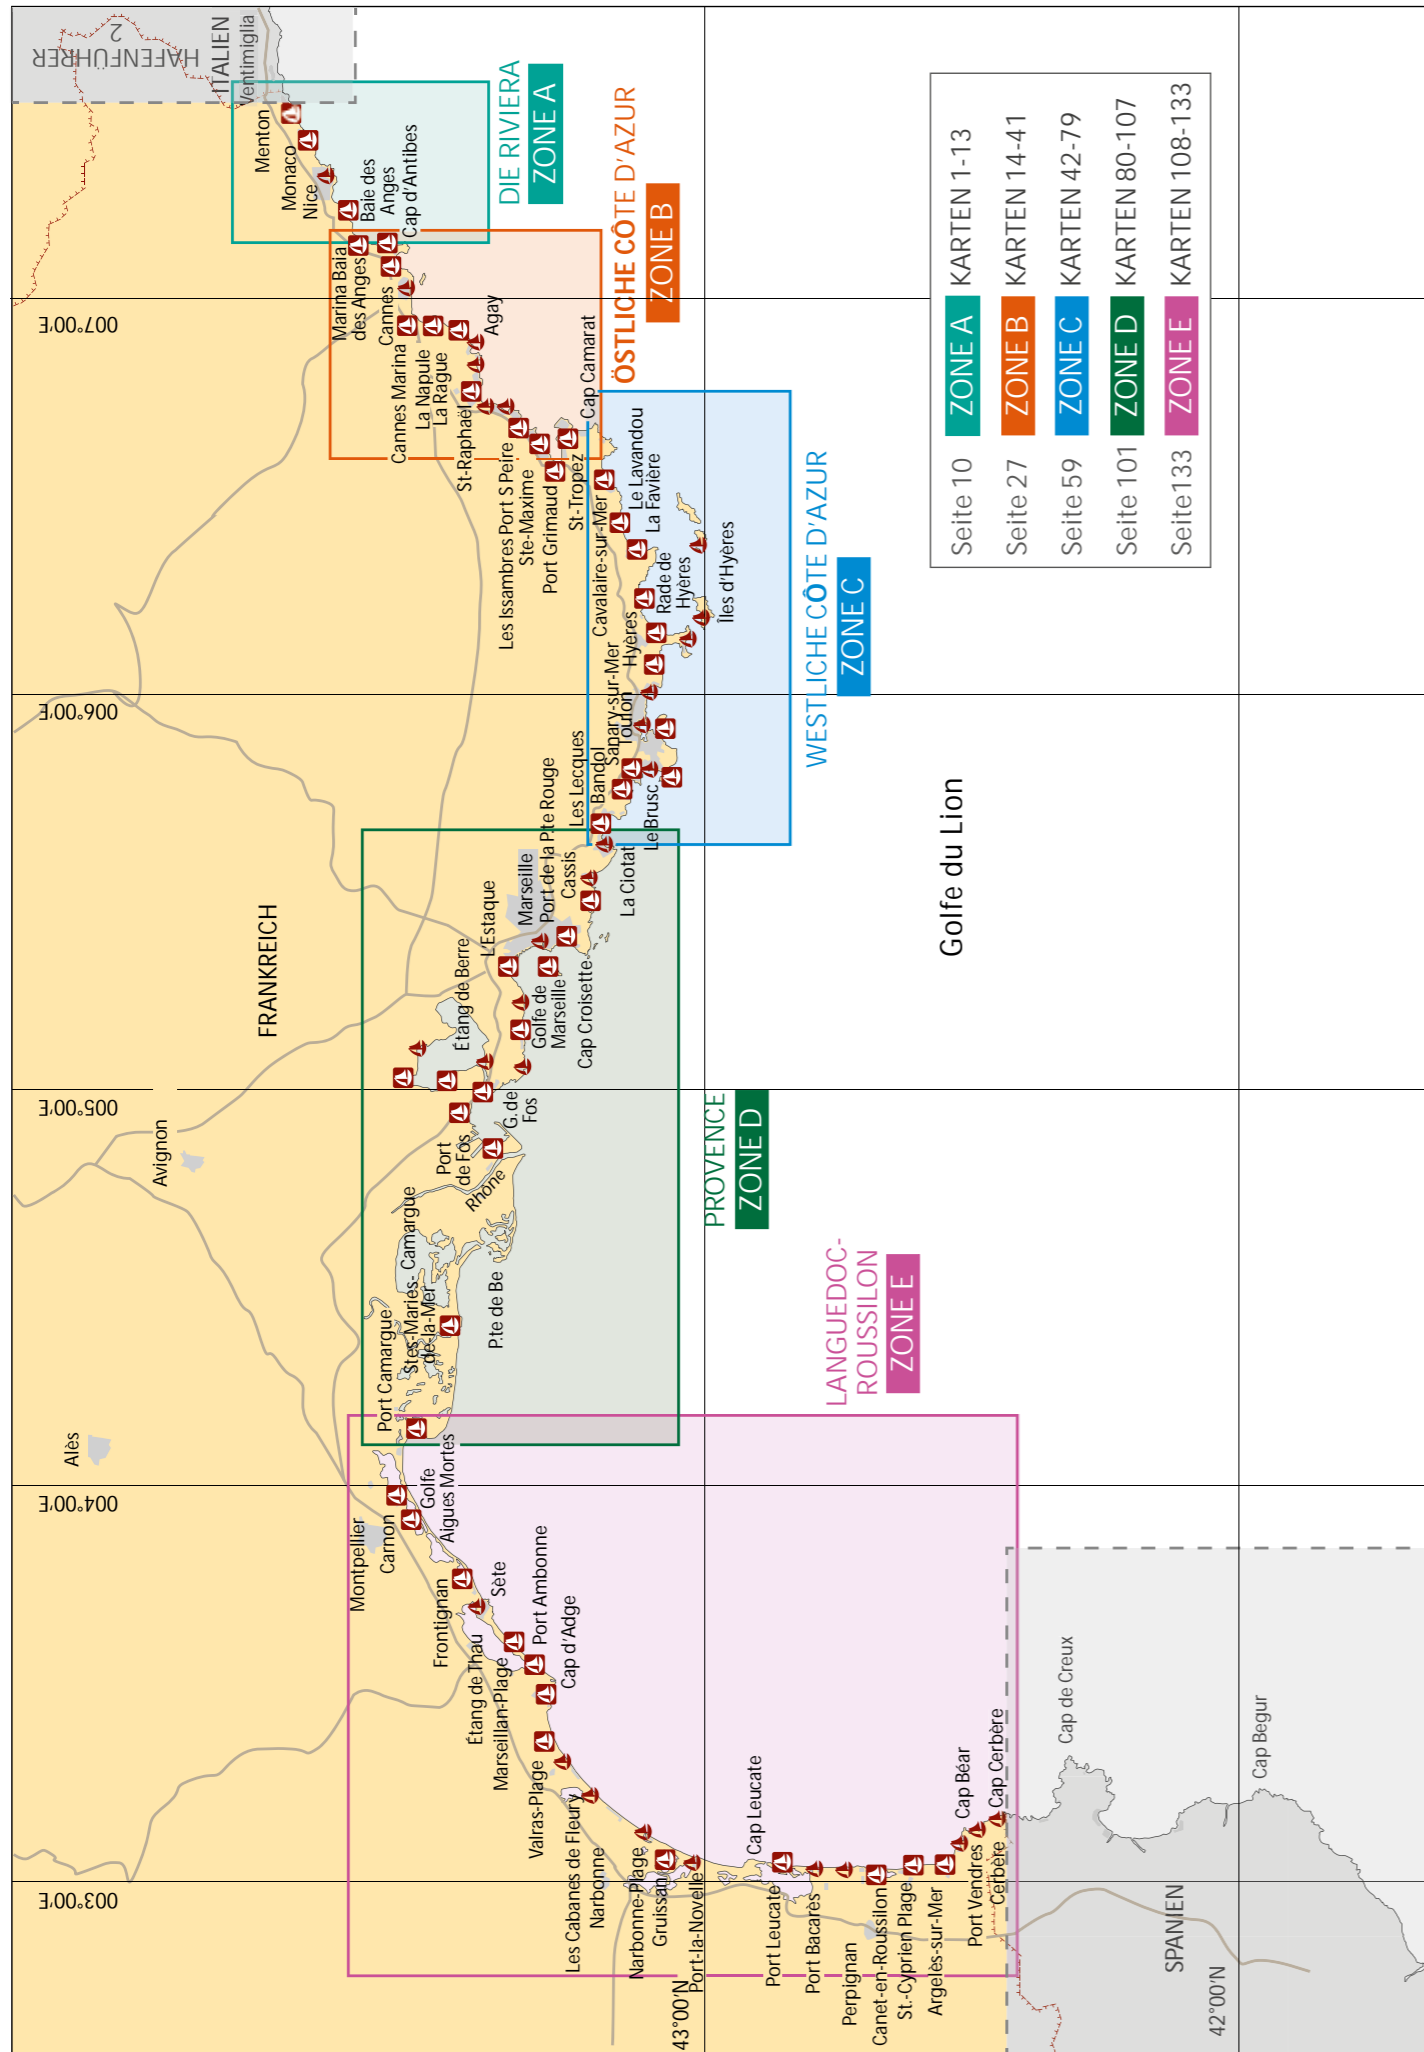 HAFENFÜHRER
2
ITALIEN
Ventimiglia
Menton
Monaco
Nice
Baie des
Anges
Cap d'Antibes
DIE RIVIERA
ZONE A
Marina Baia
des Anges
Cannes
Cannes Marina
La Napule
La Rague
Agay
St-Raphaël
Les Issambres Port S Peire
Ste-Maxime
Port Grimaud
St-Tropez
Cap Camarat
ÖSTLICHE CÔTE D'AZUR
ZONE B
Cavalaire-sur-Mer
Le Lavandou
La Favière
Rade de
Hyères
Hyères
Îles d'Hyères
Toulon
Sanary-sur-Mer
Le Brusc
Bandol
Les Lecques
WESTLICHE CÔTE D'AZUR
ZONE C
La Ciotat
Cassis
Port de la P.te Rouge
Marseille
L'Estaque
Cap Croisette
Golfe de
Marseille
Étang de Berre
G. de
Fos
Port
de Fos
Rhône
P.te de Be
Stes-Maries- Camargue
de-la-Mer
Port Camargue
PROVENCE
ZONE D
FRANKREICH
Avignon
Alès
Montpellier
Carnon
Golfe
Aigues Mortes
Frontignan
Sète
Étang de Thau
Marseillan-Plage
Port Ambonne
Cap d'Adge
Valras-Plage
Les Cabanes de Fleury
Narbonne
Narbonne-Plage
Gruissan
Port-la-Novelle
Cap Leucate
Port Leucate
Port Bacarès
Perpignan
Canet-en-Roussilon
St.-Cyprien Plage
Argelès-sur-Mer
Port Vendres
Cerbère
Cap Béar
Cap Cerbère
LANGUEDOC-
ROUSSILON
ZONE E
Golfe du Lion
SPANIEN
Cap de Creux
Cap Begur
003°00'E
004°00'E
005°00'E
006°00'E
007°00'E
43°00'N
42°00'N
Seite 10 ZONE A KARTEN 1-13
Seite 27 ZONE B KARTEN 14-41
Seite 59 ZONE C KARTEN 42-79
Seite 101 ZONE D KARTEN 80-107
Seite133 ZONE E KARTEN 108-133